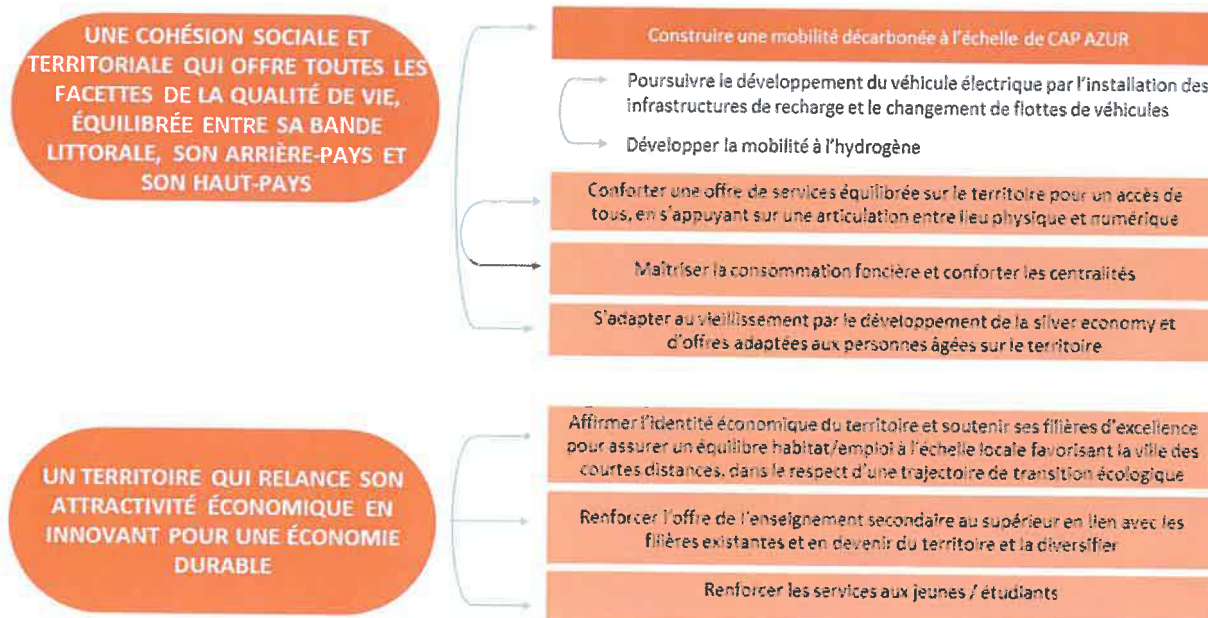 UNE COHÉSION SOCIALE ET
TERRITORIALE QUI OFFRE TOUTES LES
FACETTES DE LA QUALITÉ DE VIE,
ÉQUILIBRÉE ENTRE SA BANDE
LITTORALE, SON ARRIÈRE-PAYS ET
SON HAUT-PAYS
Construire une mobilité décarbonée à l'échelle de CAP AZUR
Poursuivre le développement du véhicule électrique par l'installation des
infrastructures de recharge et le changement de flottes de véhicules
Développer la mobilité à l'hydrogène
Conforter une offre de services équilibrée sur le territoire pour un accès de
tous, en s'appuyant sur une articulation entre lieu physique et numérique
Maîtriser la consommation foncière et conforter les centralités
S'adapter au vieillissement par le développement de la silver economy et
d'offres adaptées aux personnes âgées sur le territoire
UN TERRITOIRE QUI RELANCE SON
ATTRACTIVITÉ ÉCONOMIQUE EN
INNOVANT POUR UNE ÉCONOMIE
DURABLE
Affirmer l'identité économique du territoire et soutenir ses filières d'excellence
pour assurer un équilibre habitat/emploi à l'échelle locale favorisant la ville des
courtes distances, dans le respect d'une trajectoire de transition écologique
Renforcer l'offre de l'enseignement secondaire au supérieur en lien avec les
filières existantes et en devenir du territoire et la diversifier
Renforcer les services aux jeunes / étudiants